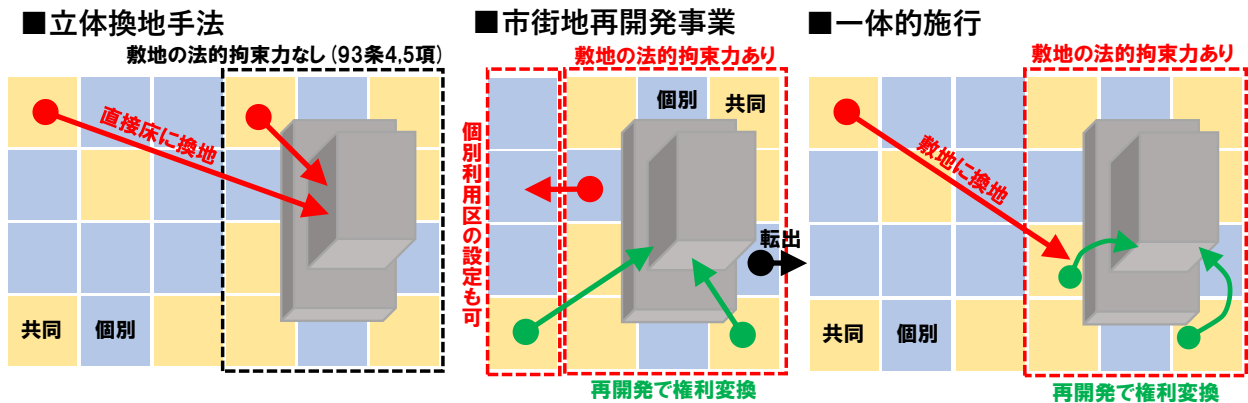 ■立体換地手法
敷地の法的拘束力なし(93条4,5項)
直接床に換地
共同
個別
■市街地再開発事業
敷地の法的拘束力あり
個別
共同
個別利用区の設定も可
転出
再開発で権利変換
■一体的施行
敷地の法的拘束力あり
敷地に換地
共同
個別
再開発で権利変換